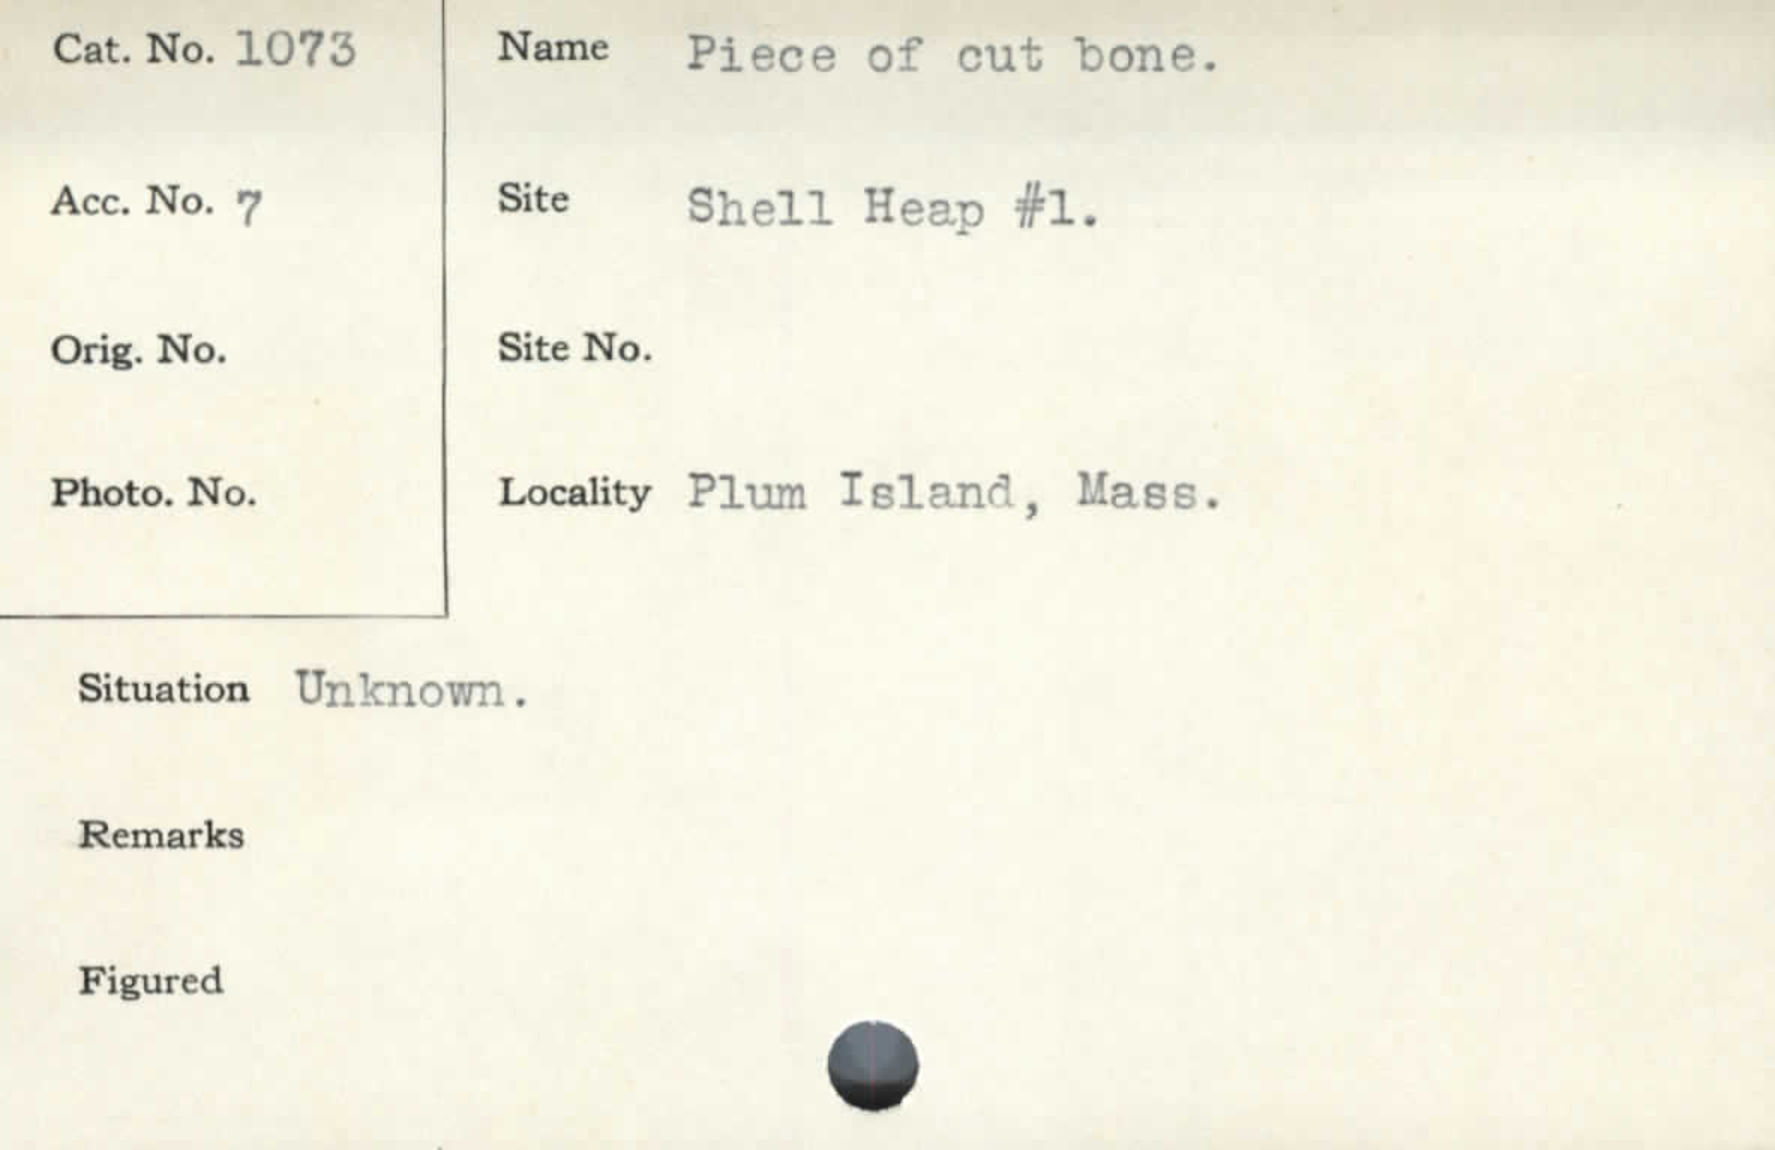 Cat. No. 1073
Name Piece of cut bone.
Acc. No. 7
Site Shell Heap #1.
Orig. No.
Site No.
Photo. No.
Locality Plum Island, Mass.
Situation Unknown.
Remarks
Figured